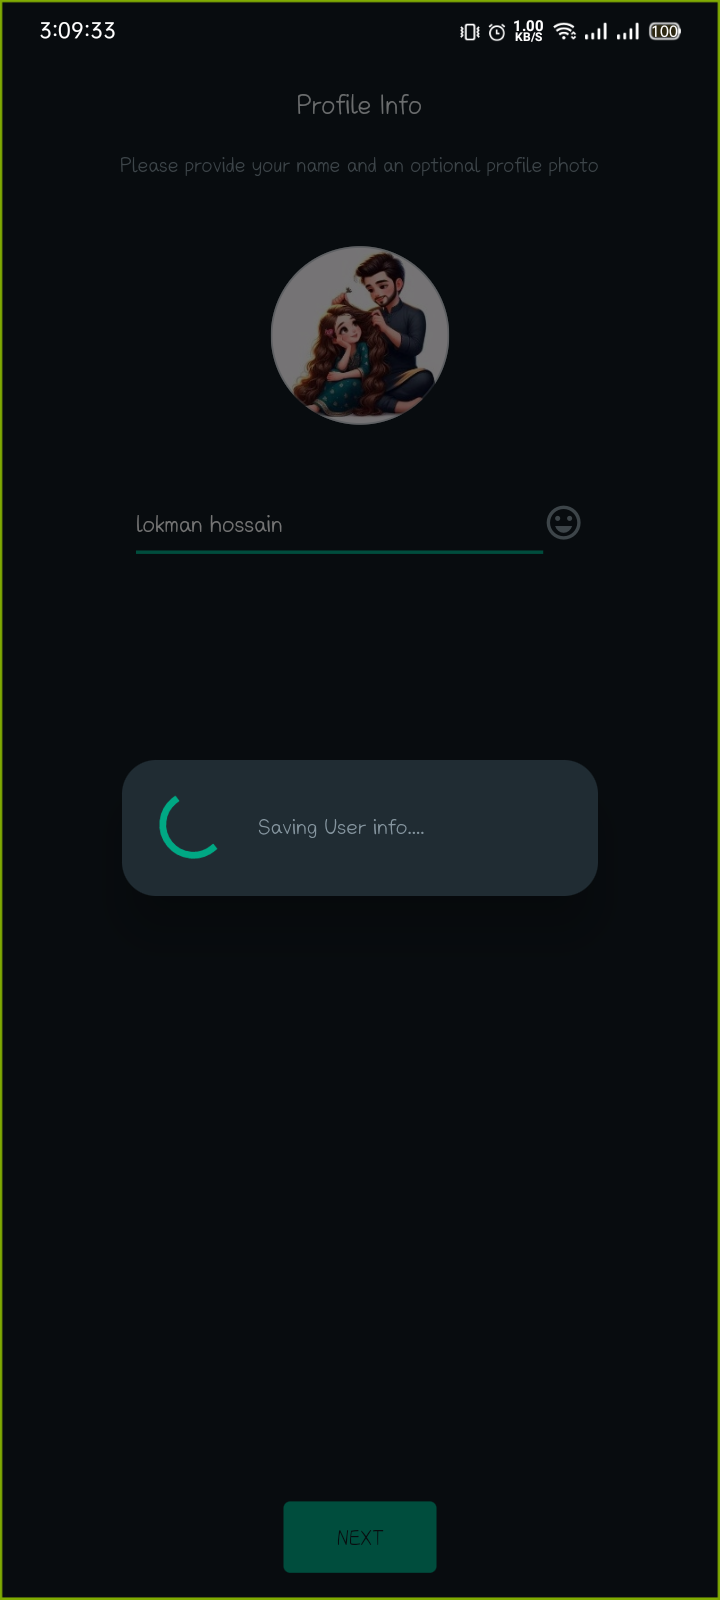 3:09:33
1.00
KB/S
100
Profile Info
Please provide your name and an optional profile photo
lokman hossain
Saving User info....
NEXT